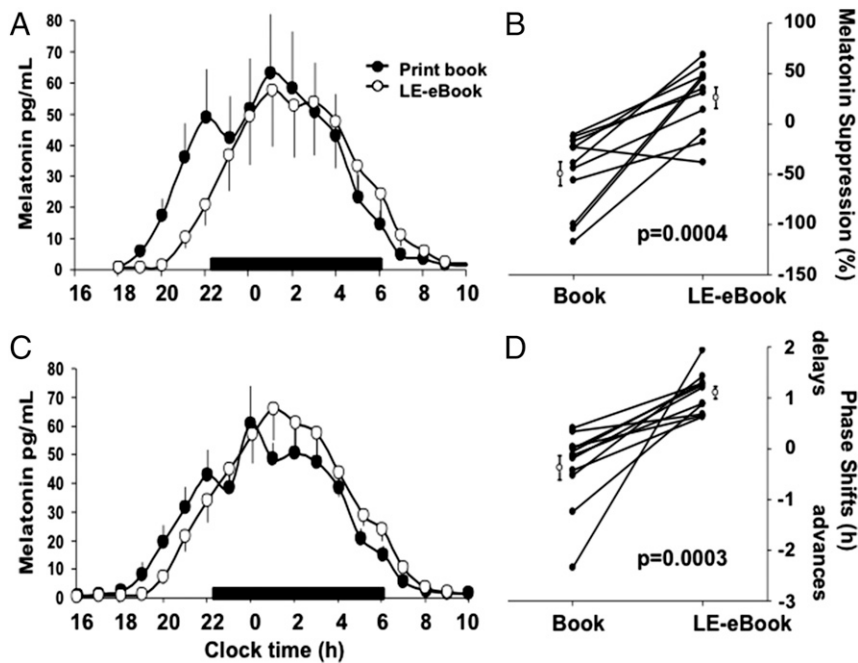 A
Melatonin pg/mL
80
70
60
50
40
30
20
10
0
16 18 20 22 0 2 4 6 8 10
Print book
LE-eBook
B
Melatonin Suppression (%)
100
50
0
-50
-100
-150
p=0.0004
Book LE-eBook
C
Melatonin pg/mL
80
70
60
50
40
30
20
10
0
16 18 20 22 0 2 4 6 8 10
Clock time (h)
D
delays
advances
Phase Shifts (h)
2
1
0
-1
-2
-3
p=0.0003
Book LE-eBook